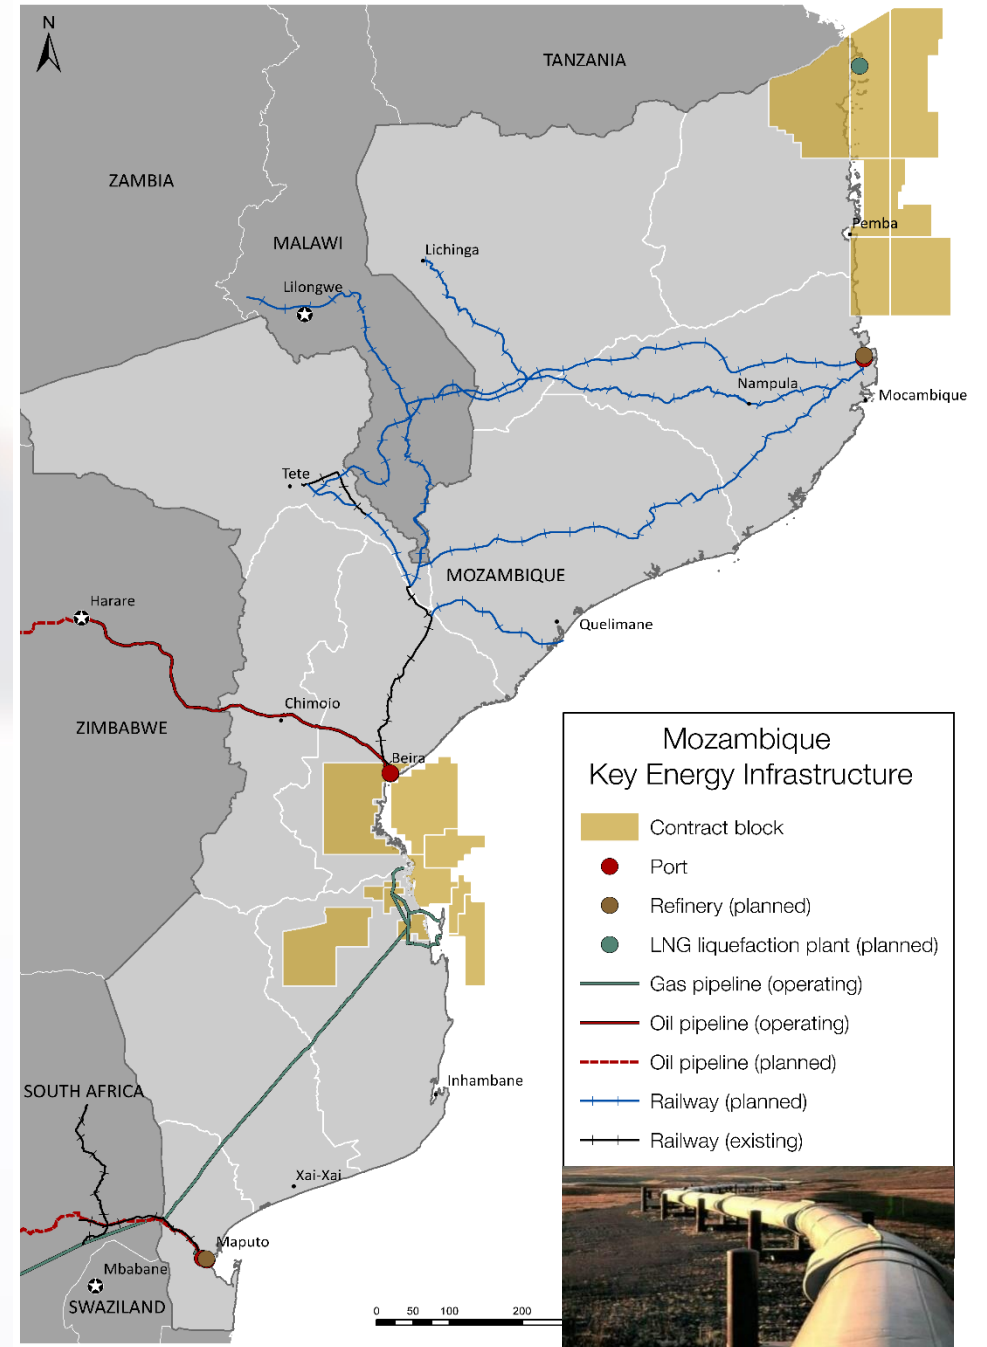 N
TANZANIA
ZAMBIA
MALAWI
Pemba
Lichinga
Lilongwe
Nampula
Mocambique
Tete
MOZAMBIQUE
Harare
Quelimane
Chimoio
ZIMBABWE
Beira
Mozambique
Key Energy Infrastructure
Contract block
Port
Refinery (planned)
LNG liquefaction plant (planned)
Gas pipeline (operating)
Oil pipeline (operating)
Oil pipeline (planned)
Railway (planned)
Railway (existing)
SOUTH AFRICA
Inhambane
Xai-Xai
Maputo
Mbabane
SWAZILAND
0 50 100 200